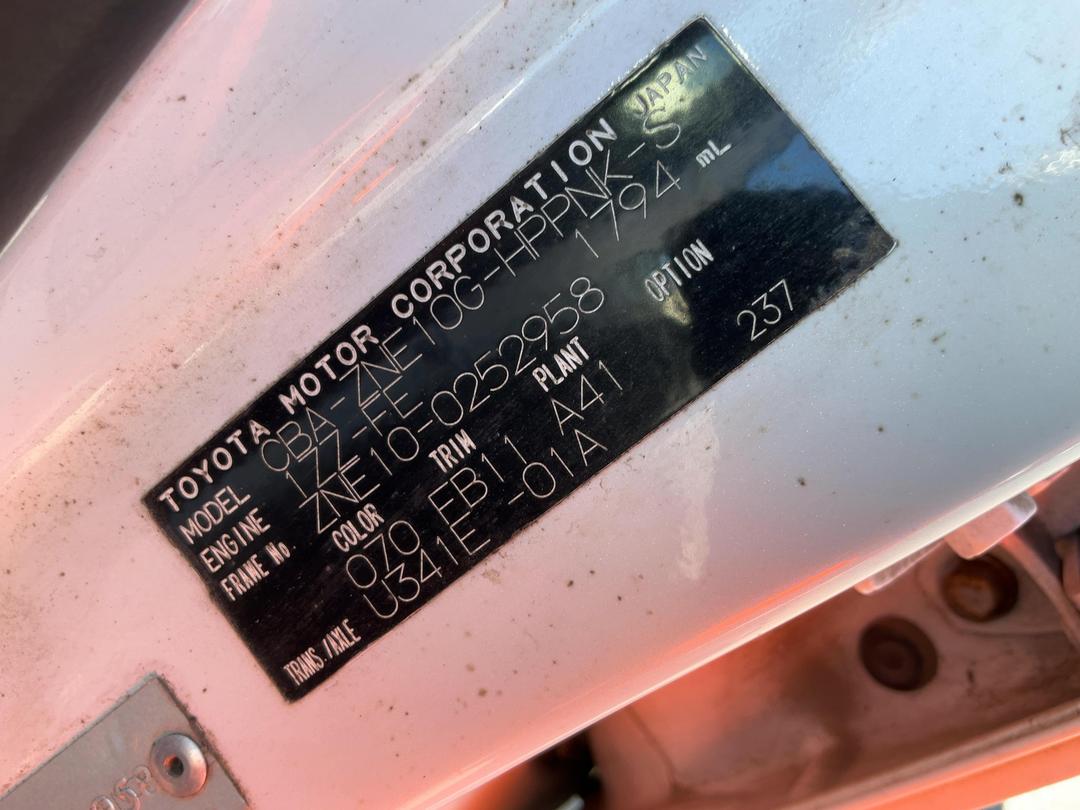 TOYOTA MOTOR CORPORATION JAPAN
MODEL CBA-ZNE10G-HPPNK-S
ENGINE 1ZZ-FE 1794 mL
FRAME No. ZNE10-0252958
COLOR TRIM PLANT OPTION
070 EB11 A41 237
TRANS./AXLE U341E -01A